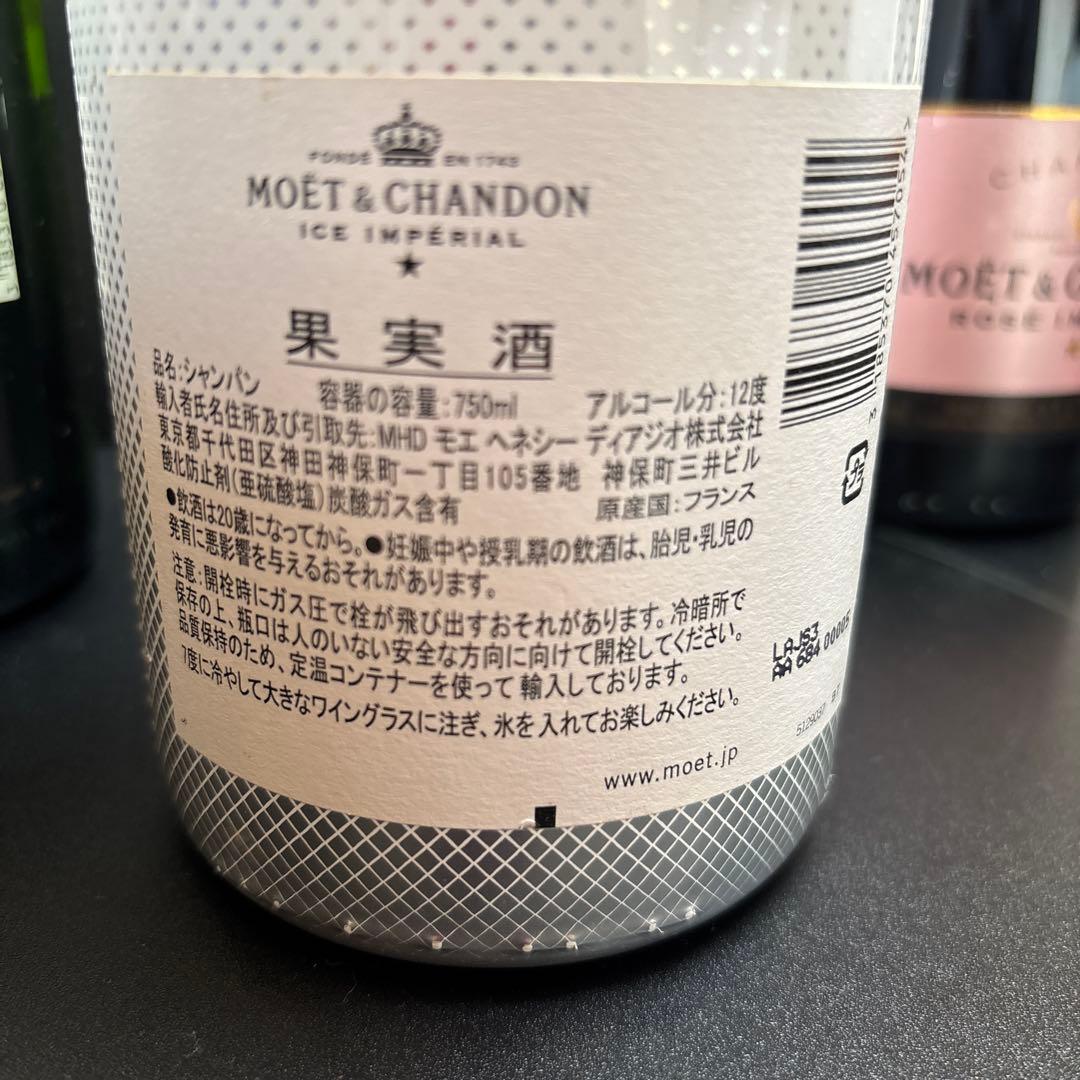 FONDÉ EN 1743
MOËT & CHANDON
ICE IMPÉRIAL
果実酒
品名:シャンパン 容器の容量:750ml アルコール分:12度
輸入者氏名住所及び引取先:MHD モエ ヘネシー ディアジオ株式会社
東京都千代田区神田神保町一丁目105番地 神保町三井ビル
酸化防止剤(亜硫酸塩)炭酸ガス含有 原産国:フランス
●飲酒は20歳になってから。●妊娠中や授乳期の飲酒は、胎児・乳児の
発育に悪影響を与えるおそれがあります。
注意:開栓時にガス圧で栓が飛び出すおそれがあります。冷暗所で
保存の上、瓶口は人のいない安全な方向に向けて開栓してください。
品質保持のため、定温コンテナーを使って輸入しております。
7度に冷やして大きなワイングラスに注ぎ、氷を入れてお楽しみください。
www.moet.jp
3 185370 457054 >
LAJS3
AA 684 00005
5129037
CHA
MOËT & C
ROSÉ IM